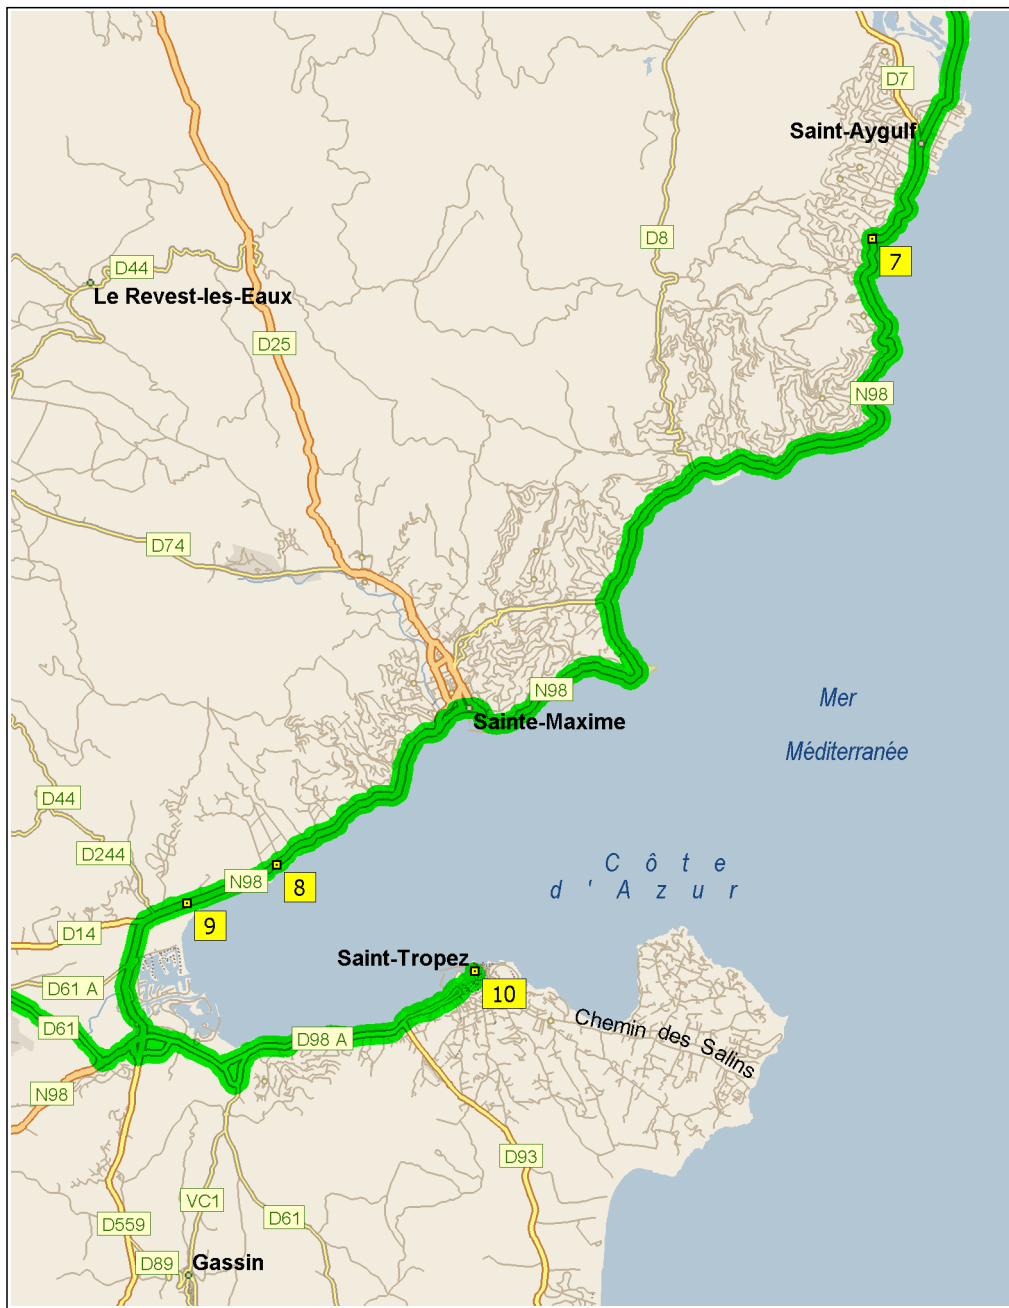 D7
Saint-Aygulf
D8
7
D44
Le Revest-les-Eaux
D25
N98
D74
N98
Mer
Sainte-Maxime
Méditerranée
D44
D244
Côte
N98
8
d'Azur
9
D14
Saint-Tropez
D61 A
10
Chemin des Salins
D61
D98 A
N98
D93
VC1
D559
D61
D89
Gassin